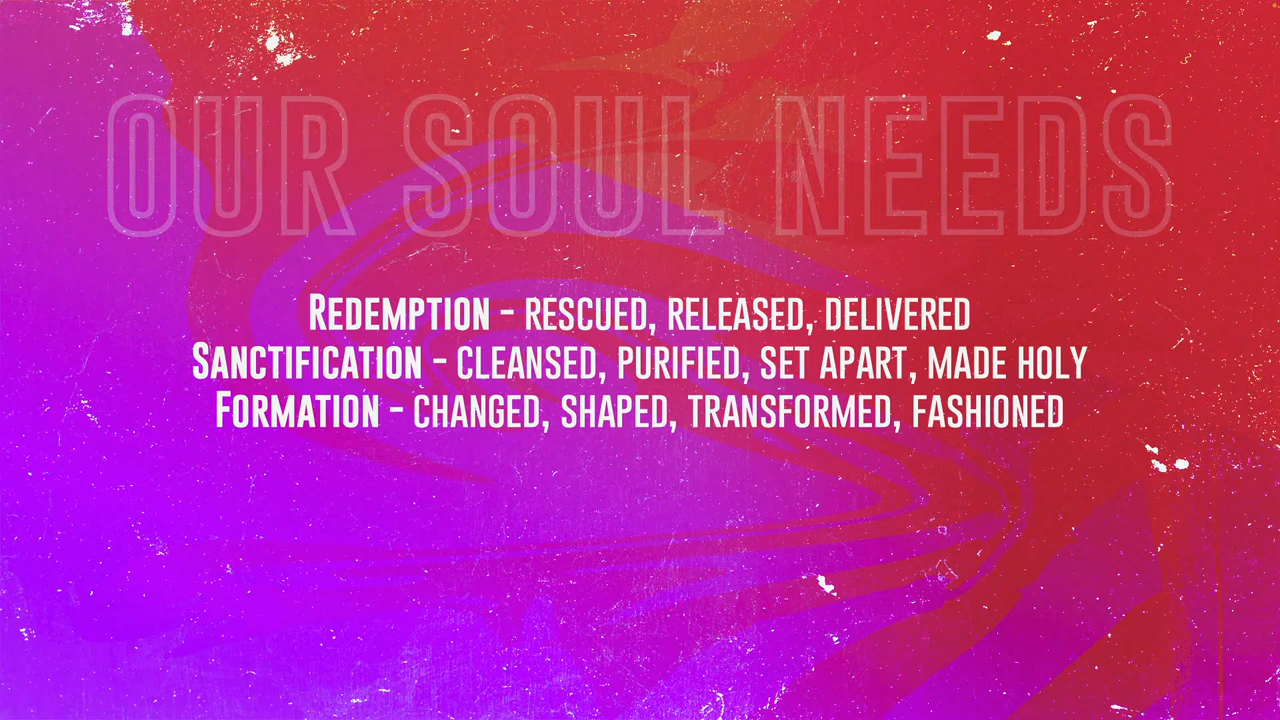 OUR SOUL NEEDS
Redemption - rescued, released, delivered
Sanctification - cleansed, purified, set apart, made holy
Formation - changed, shaped, transformed, fashioned